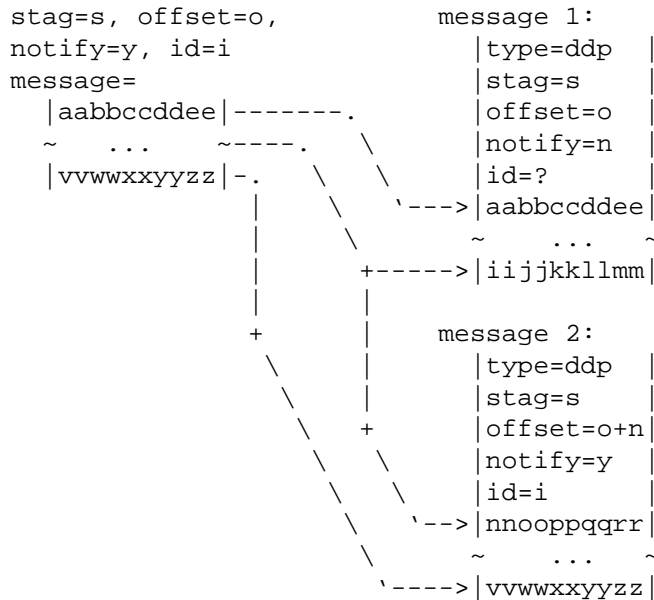 stag=s, offset=o,                message 1:
notify=y, id=i                     |type=ddp   |
message=                           |stag=s     |
  |aabbccddee|-------.             |offset=o   |
  ~    ...   ~----.   \            |notify=n   |
  |vvwwxxyyzz|-.   \   \           |id=?       |
                |    \   '--->|aabbccddee|
                |     \            ~    ...    ~
                |      +----->|iijjkkllmm|
                |      |
                +      |         message 2:
                 \     |           |type=ddp   |
                  \    |           |stag=s     |
                   \   +           |offset=o+n|
                    \   \          |notify=y   |
                     \   \         |id=i       |
                      \   '-->|nnooppqqrr|
                       \           ~    ...    ~
                        '---->|vvwwxxyyzz|